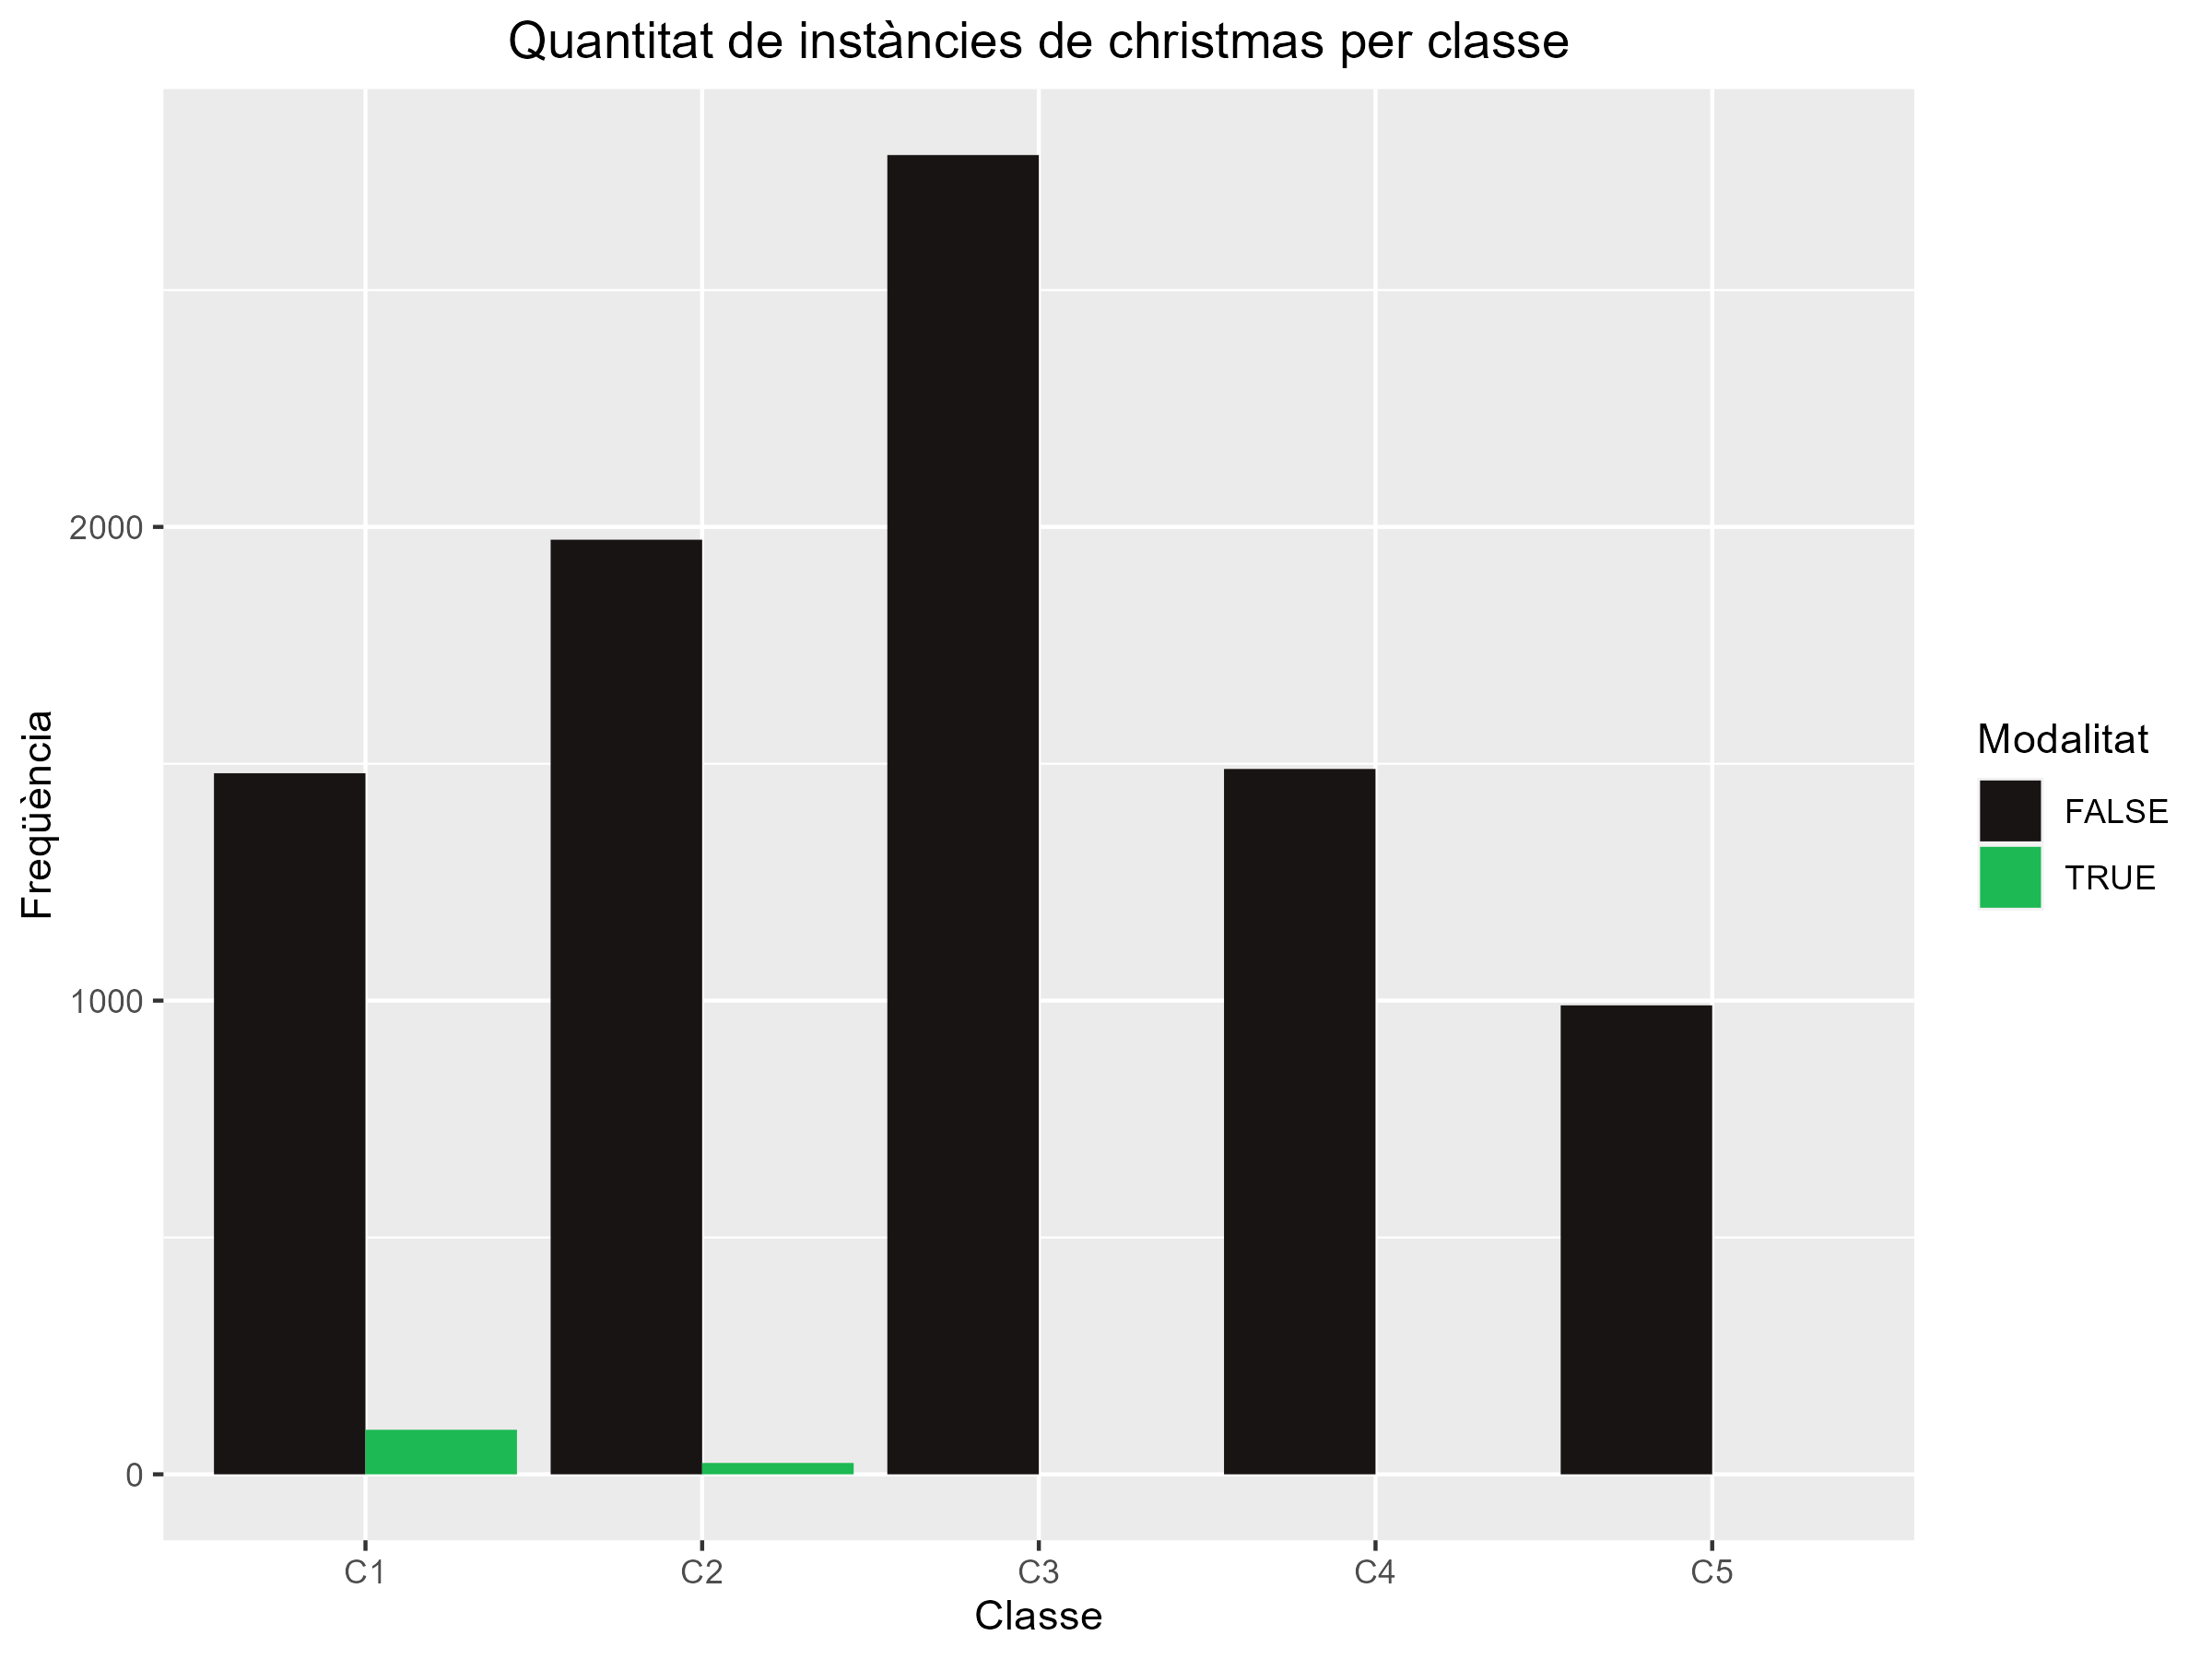 Quantitat de instàncies de christmas per classe
Freqüència
2000
1000
0
C1 C2 C3 C4 C5
Classe
Modalitat
FALSE
TRUE